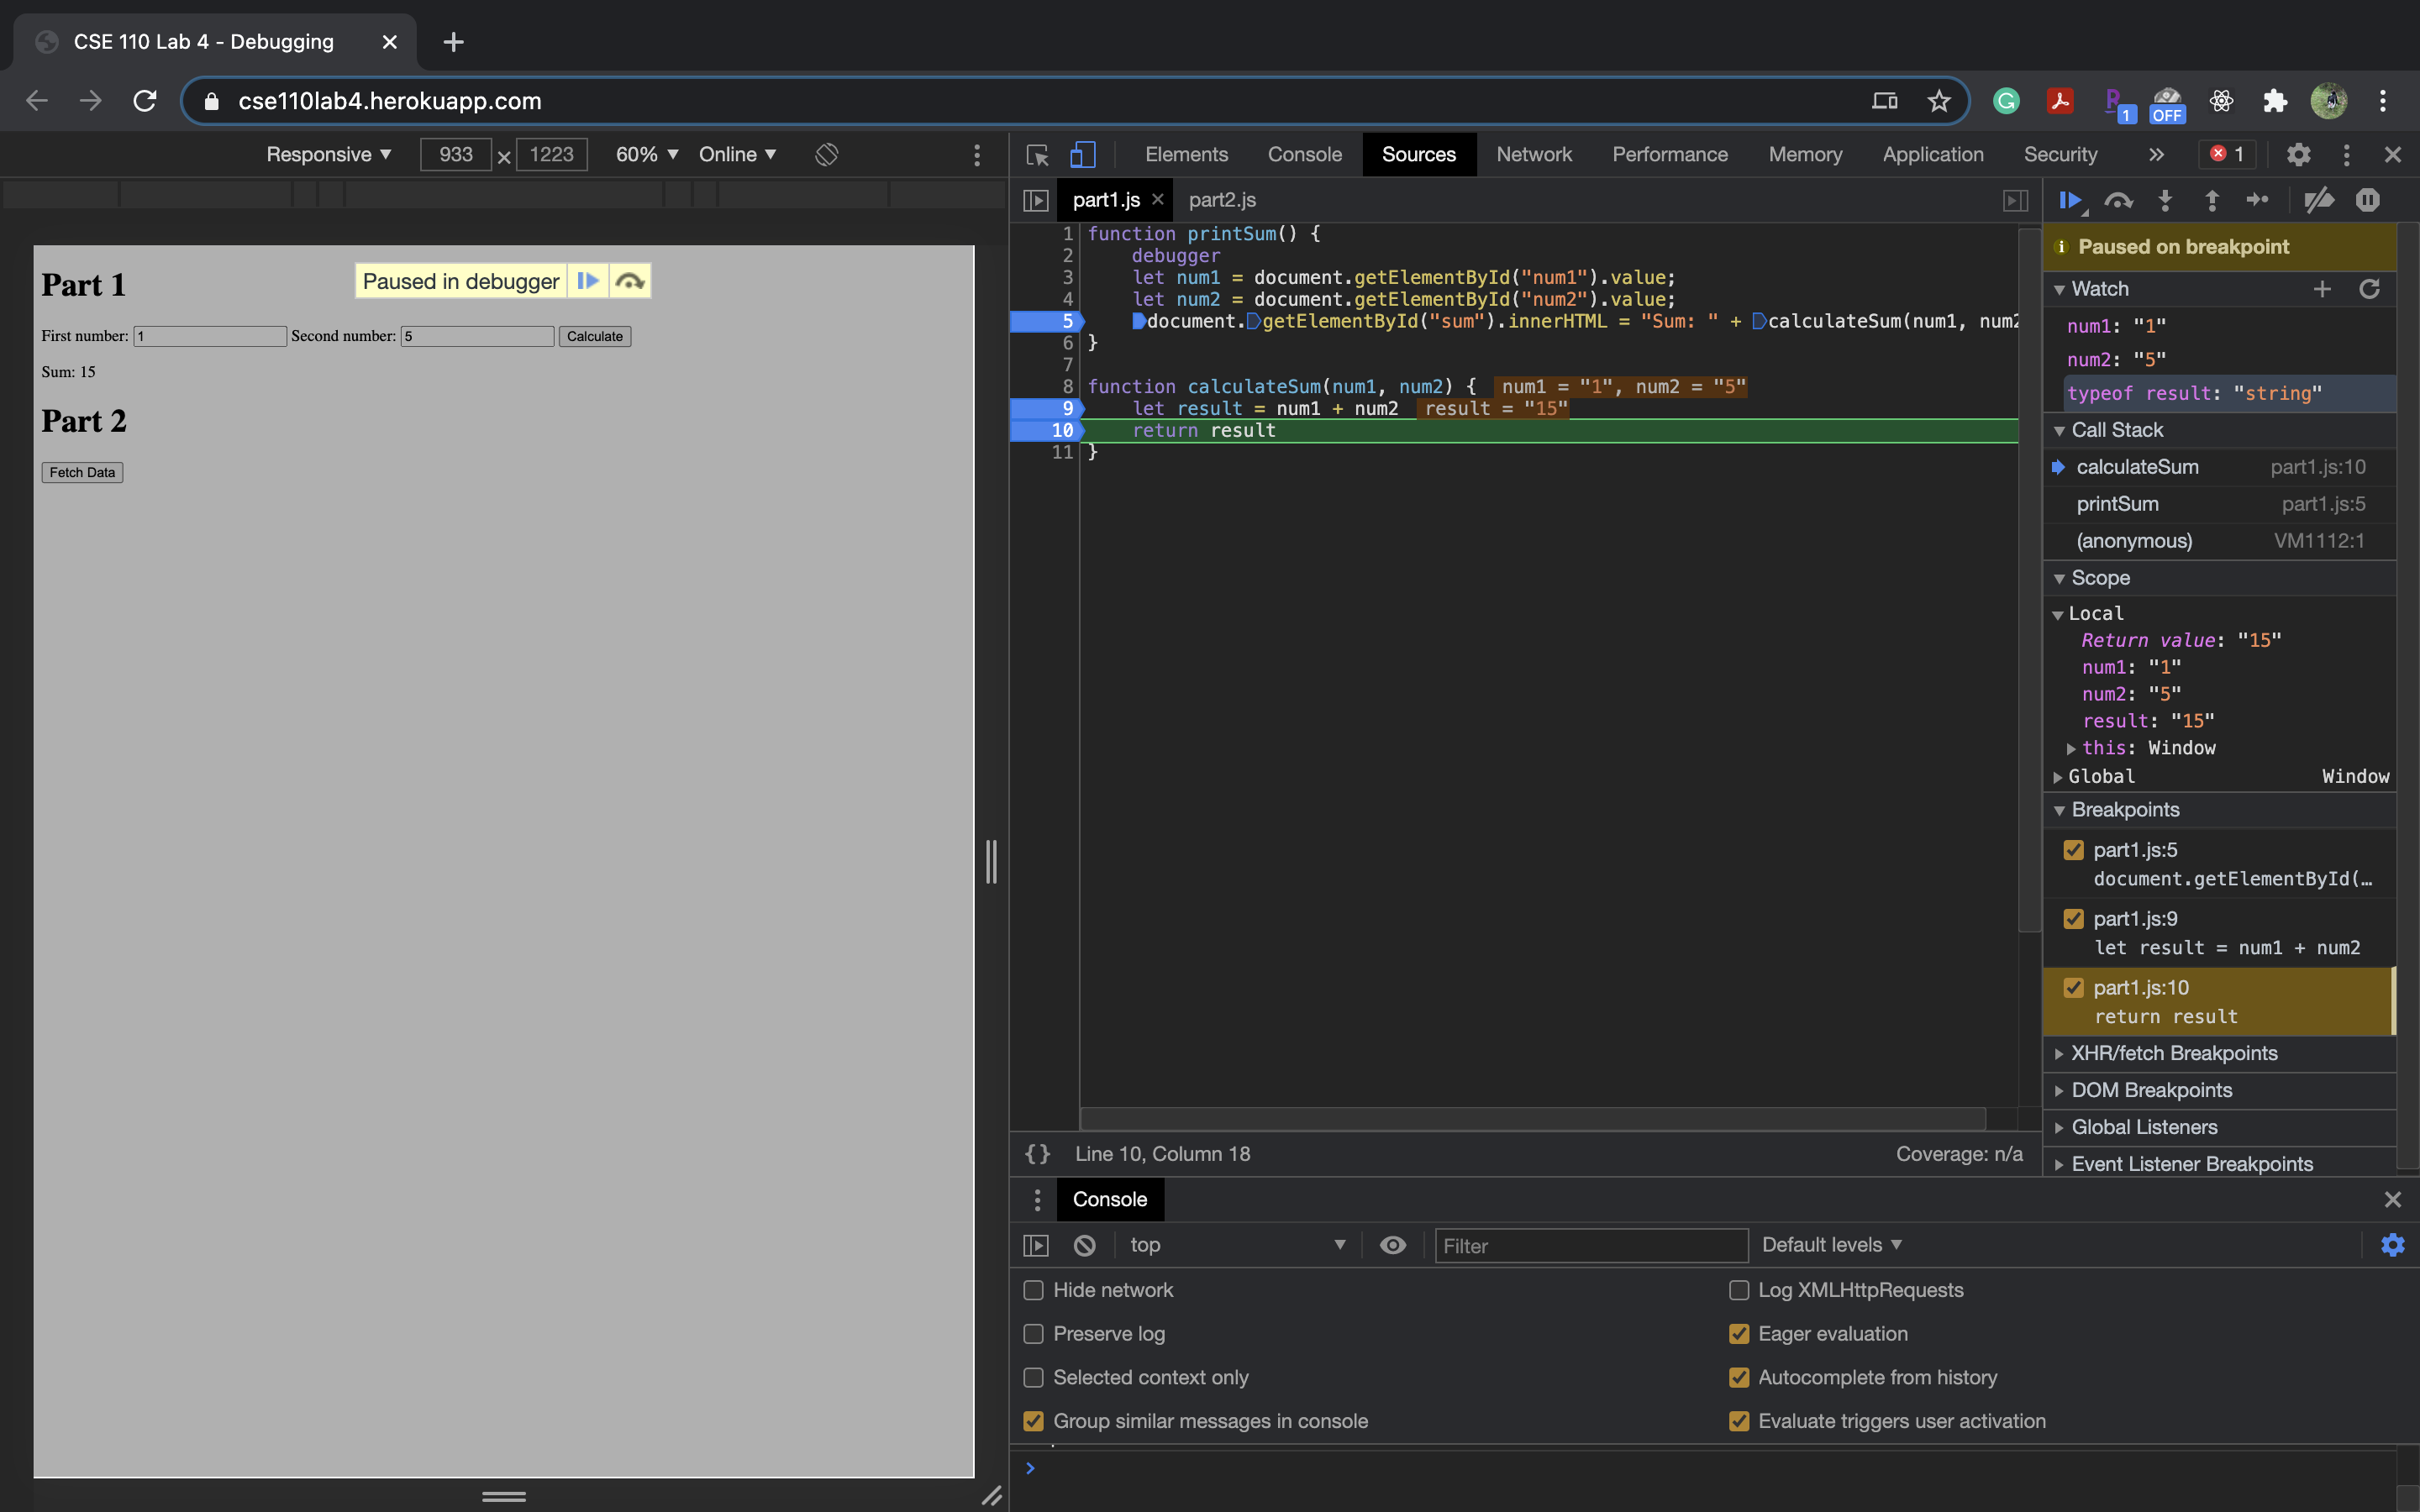 CSE 110 Lab 4 - Debugging
cse110lab4.herokuapp.com
1
OFF
Responsive 933 × 1223 60% Online
Elements Console Sources Network Performance Memory Application Security » 1
Part 1
Paused in debugger
First number: 1 Second number: 5 Calculate
Sum: 15
Part 2
Fetch Data
part1.js part2.js
1 function printSum() {
2 debugger
3 let num1 = document.getElementById("num1").value;
4 let num2 = document.getElementById("num2").value;
5 document.getElementById("sum").innerHTML = "Sum: " + calculateSum(num1, num2
6 }
7
8 function calculateSum(num1, num2) { num1 = "1", num2 = "5"
9 let result = num1 + num2 result = "15"
10 return result
11 }
{} Line 10, Column 18 Coverage: n/a
Paused on breakpoint
Watch
num1: "1"
num2: "5"
typeof result: "string"
Call Stack
calculateSum part1.js:10
printSum part1.js:5
(anonymous) VM1112:1
Scope
Local
Return value: "15"
num1: "1"
num2: "5"
result: "15"
this: Window
Global Window
Breakpoints
part1.js:5
document.getElementById(…
part1.js:9
let result = num1 + num2
part1.js:10
return result
XHR/fetch Breakpoints
DOM Breakpoints
Global Listeners
Event Listener Breakpoints
Console
top Filter Default levels
Hide network Log XMLHttpRequests
Preserve log Eager evaluation
Selected context only Autocomplete from history
Group similar messages in console Evaluate triggers user activation